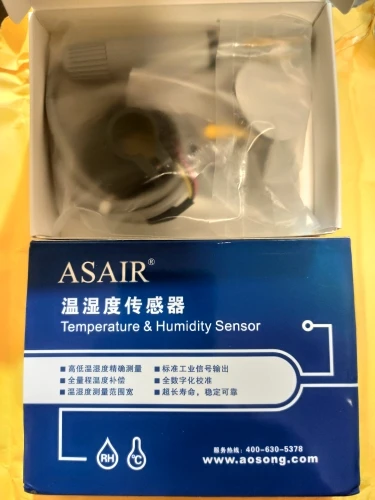 ASAIR®
温湿度传感器
Temperature & Humidity Sensor
■高低温湿度精确测量
■标准工业信号输出
■全量程温度补偿
■全数字化校准
■温湿度测量范围宽
■超长寿命，稳定可靠
RH
℃
服务热线：400-630-5378
www.aosong.com